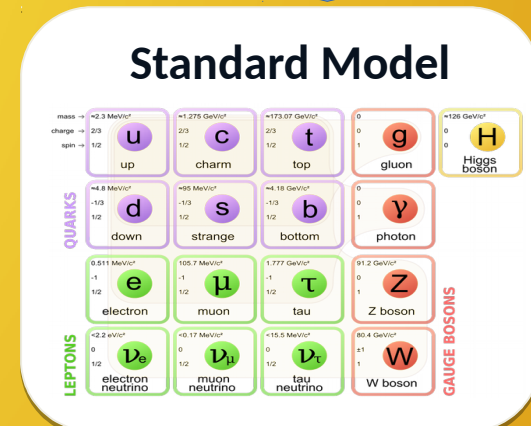 Standard Model
mass → ≈2.3 MeV/c² ≈1.275 GeV/c² ≈173.07 GeV/c² 0 ≈126 GeV/c²
charge → 2/3 2/3 2/3 0 0
spin → 1/2 1/2 1/2 1 0
u c t g H
up charm top gluon Higgs boson
QUARKS
≈4.8 MeV/c² ≈95 MeV/c² ≈4.18 GeV/c² 0
-1/3 -1/3 -1/3 0
1/2 1/2 1/2 1
d s b γ
down strange bottom photon
0.511 MeV/c² 105.7 MeV/c² 1.777 GeV/c² 91.2 GeV/c²
-1 -1 -1 0
1/2 1/2 1/2 1
e μ τ Z
electron muon tau Z boson
LEPTONS
<2.2 eV/c² <0.17 MeV/c² <15.5 MeV/c² 80.4 GeV/c²
0 0 0 ±1
1/2 1/2 1/2 1
νe νμ ντ W
electron neutrino muon neutrino tau neutrino W boson
GAUGE BOSONS